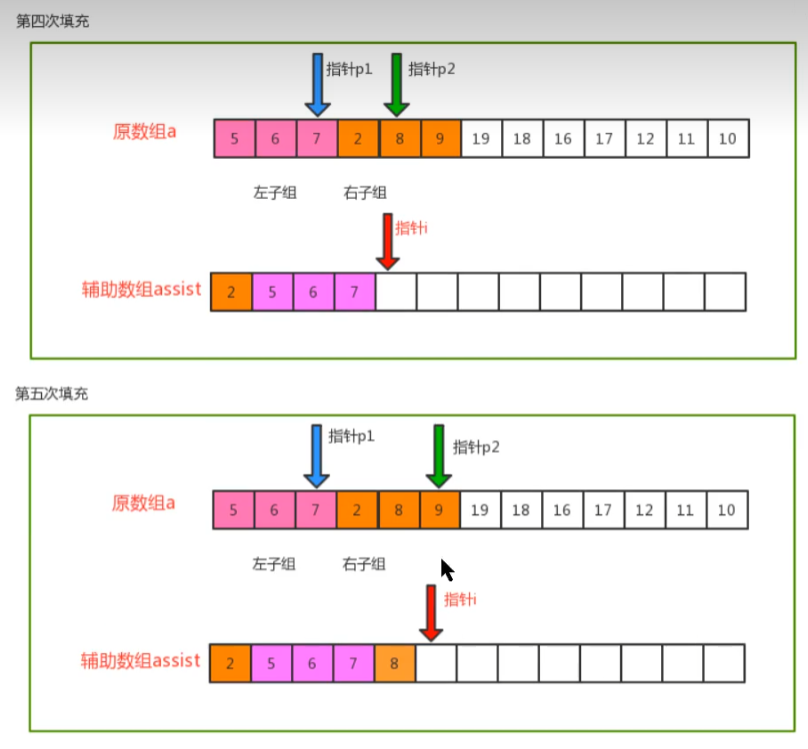 第四次填充
指针p1 指针p2
原数组a 5 6 7 2 8 9 19 18 16 17 12 11 10
左子组 右子组
指针i
辅助数组assist 2 5 6 7
第五次填充
指针p1 指针p2
原数组a 5 6 7 2 8 9 19 18 16 17 12 11 10
左子组 右子组
指针i
辅助数组assist 2 5 6 7 8